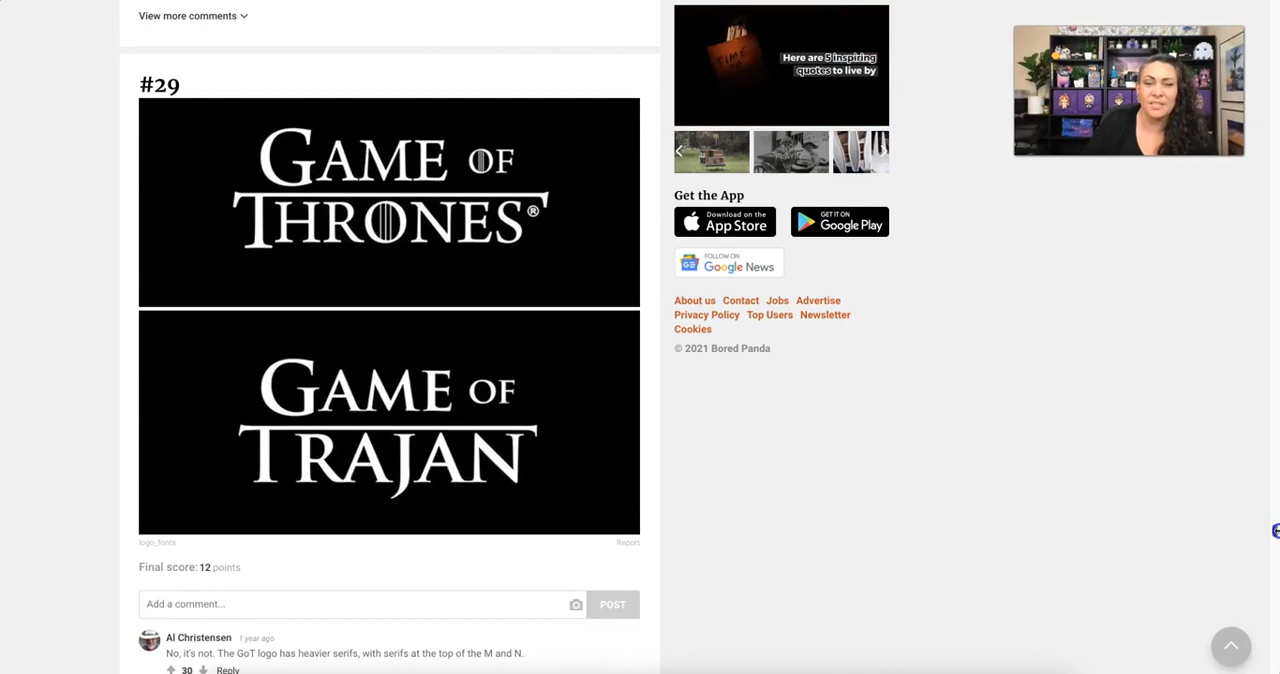 View more comments
#29
GAME OF
THRONES®
GAME OF
TRAJAN
logo_fonts
Report
Final score: 12 points
Add a comment...
POST
Al Christensen 1 year ago
No, it's not. The GoT logo has heavier serifs, with serifs at the top of the M and N.
30 Reply
Here are 5 inspiring
quotes to live by
Get the App
Download on the
App Store
GET IT ON
Google Play
FOLLOW ON
Google News
About us Contact Jobs Advertise
Privacy Policy Top Users Newsletter
Cookies
© 2021 Bored Panda